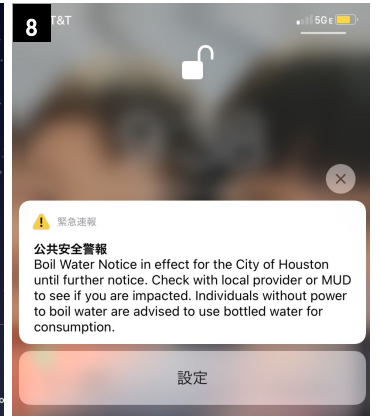 8
T&T
5G E
緊急速報
公共安全警報
Boil Water Notice in effect for the City of Houston
until further notice. Check with local provider or MUD
to see if you are impacted. Individuals without power
to boil water are advised to use bottled water for
consumption.
設定